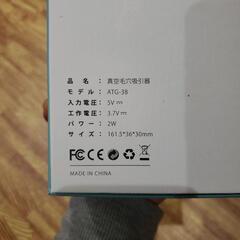 品名：真空毛穴吸引器
モデル：ATG-38
入力電圧：5V⎓
工作電圧：3.7V⎓
パワー：2W
サイズ：161.5*36*30mm
FC CE
MADE IN CHINA